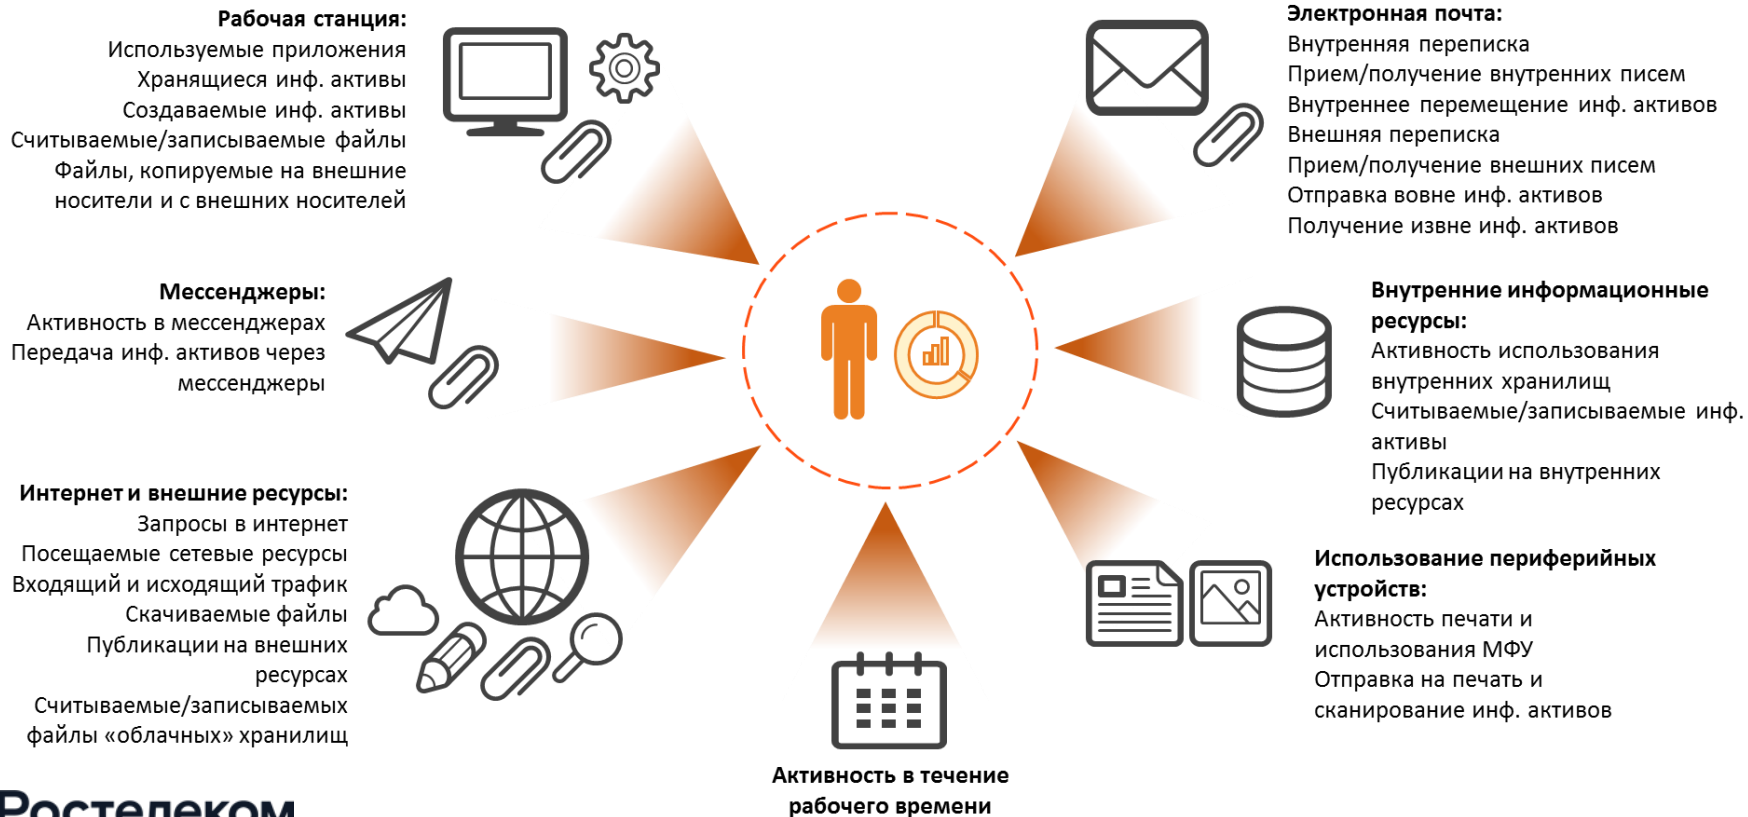 Рабочая станция:
Используемые приложения
Хранящиеся инф. активы
Создаваемые инф. активы
Считываемые/записываемые файлы
Файлы, копируемые на внешние
носители и с внешних носителей
Мессенджеры:
Активность в мессенджерах
Передача инф. активов через
мессенджеры
Интернет и внешние ресурсы:
Запросы в интернет
Посещаемые сетевые ресурсы
Входящий и исходящий трафик
Скачиваемые файлы
Публикации на внешних
ресурсах
Считываемые/записываемых
файлы «облачных» хранилищ
Электронная почта:
Внутренняя переписка
Прием/получение внутренних писем
Внутреннее перемещение инф. активов
Внешняя переписка
Прием/получение внешних писем
Отправка вовне инф. активов
Получение извне инф. активов
Внутренние информационные
ресурсы:
Активность использования
внутренних хранилищ
Считываемые/записываемые инф.
активы
Публикации на внутренних
ресурсах
Использование периферийных
устройств:
Активность печати и
использования МФУ
Отправка на печать и
сканирование инф. активов
Активность в течение
рабочего времени
Ростелеком